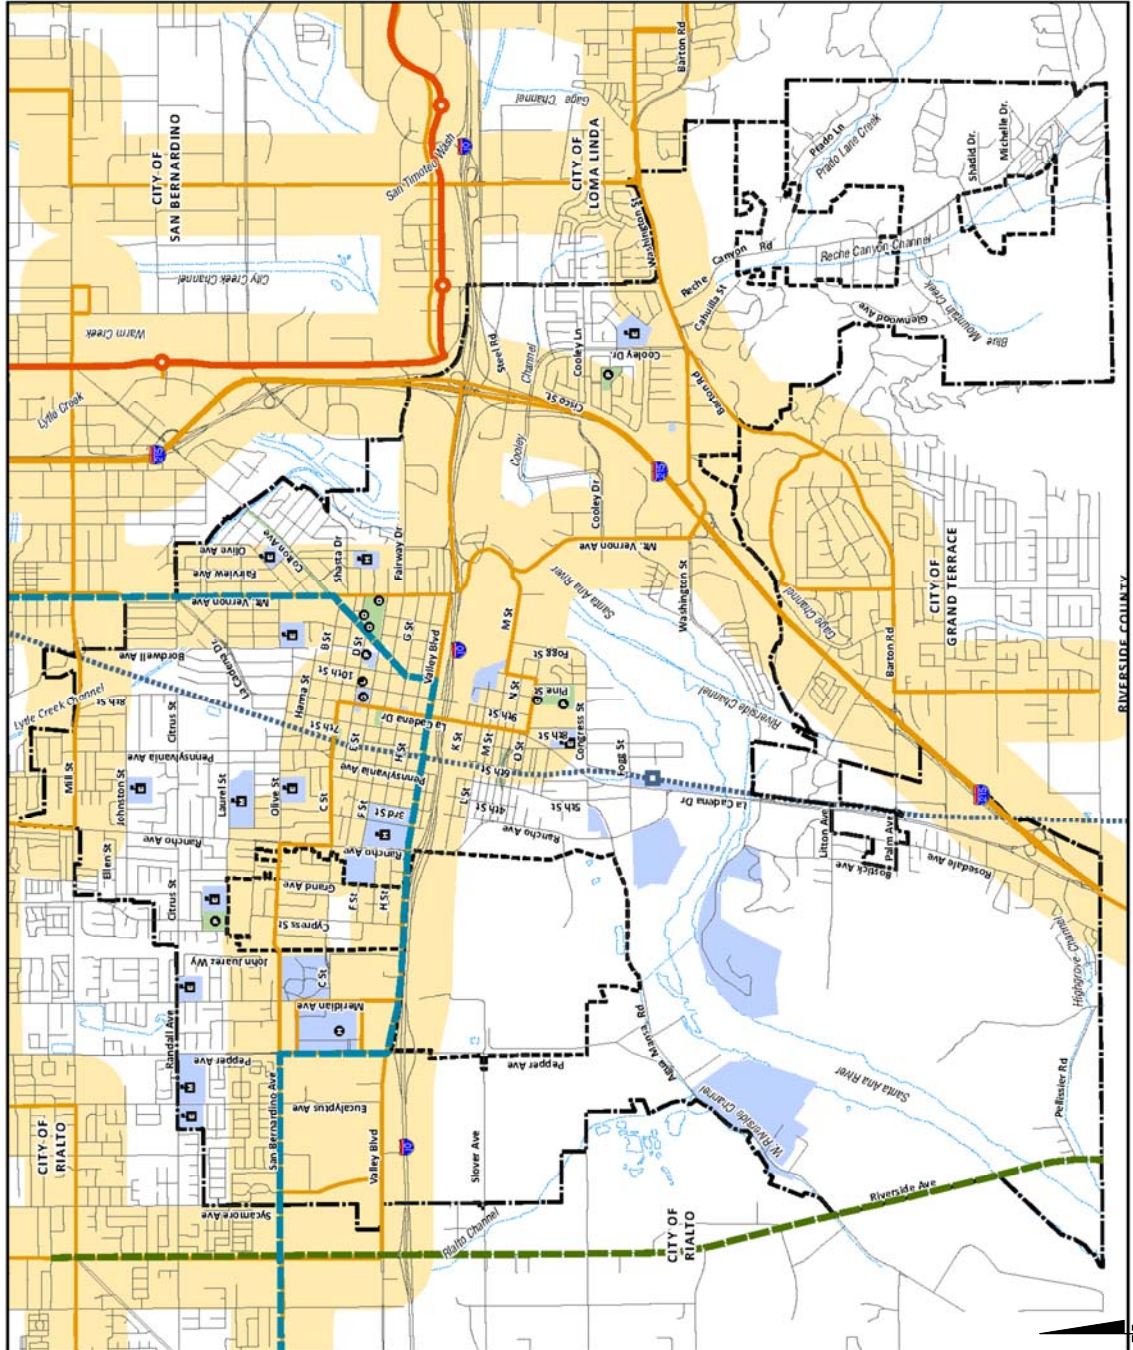 Barton Rd
Gage Channel
CITY OF
SAN BERNARDINO
10
San Timoteo Wash
CITY OF
LOMA LINDA
Prado Ln
Prado Lane Creek
Shadid Dr.
Michelle Dr.
Washington St
Reche Canyon Rd
Reche Canyon Channel
City Creek Channel
Cahuilla St
Glenwood Ave
Blue
Mountain Creek
Warm Creek
Steel Rd
Channel
Cooley Ln
Cooley Dr.
Cisco St.
Barton Rd
Lytle Creek
215
Cooley
215
Cooley Dr
Olive Ave
Colton Ave
Shasta Dr
Fairway Dr
Fairview Ave
Mt. Vernon Ave
Mt. Vernon Ave
Santa Ana River
Washington St
Gage Channel
CITY OF
GRAND TERRACE
Barton Rd
RIVERSIDE COUNTY
Bordwell Ave
La Cadena Dr
B St
D St
10th St
G St
Valley Blvd
10
M St
Fogg St
N St
Pine St
9th St
8th St
Congress St
Riverside Channel
Lytle Creek Channel
8th St
Citrus St
Hanna St
7th St
La Cadena Dr
E St
H St
K St
M St
O St
6th St
Fogg St
Mill St
Pennsylvania Ave
Pennsylvania Ave
Johnston St
Laurel St
Olive St
C St
F St
3rd St
L St
4th St
5th St
La Cadena Dr
215
Rancho Ave
Rancho Ave
Rancho Ave
Litton Ave
Palm Ave
Bostick Ave
Rosedale Ave
Ellen St
Citrus St
Grand Ave
F St
H St
Cypress St
John Juarez Wy
C St
Meridian Ave
Highgrove Channel
Randall Ave
Pepper Ave
Pepper Ave
Agua Mansa Rd
Santa Ana River
Pellissier Rd
San Bernardino Ave
Eucalyptus Ave
W. Riverside Channel
CITY OF
RIALTO
Valley Blvd
10
Slover Ave
Sycamore Ave
Rialto Channel
CITY OF
RIALTO
Riverside Ave